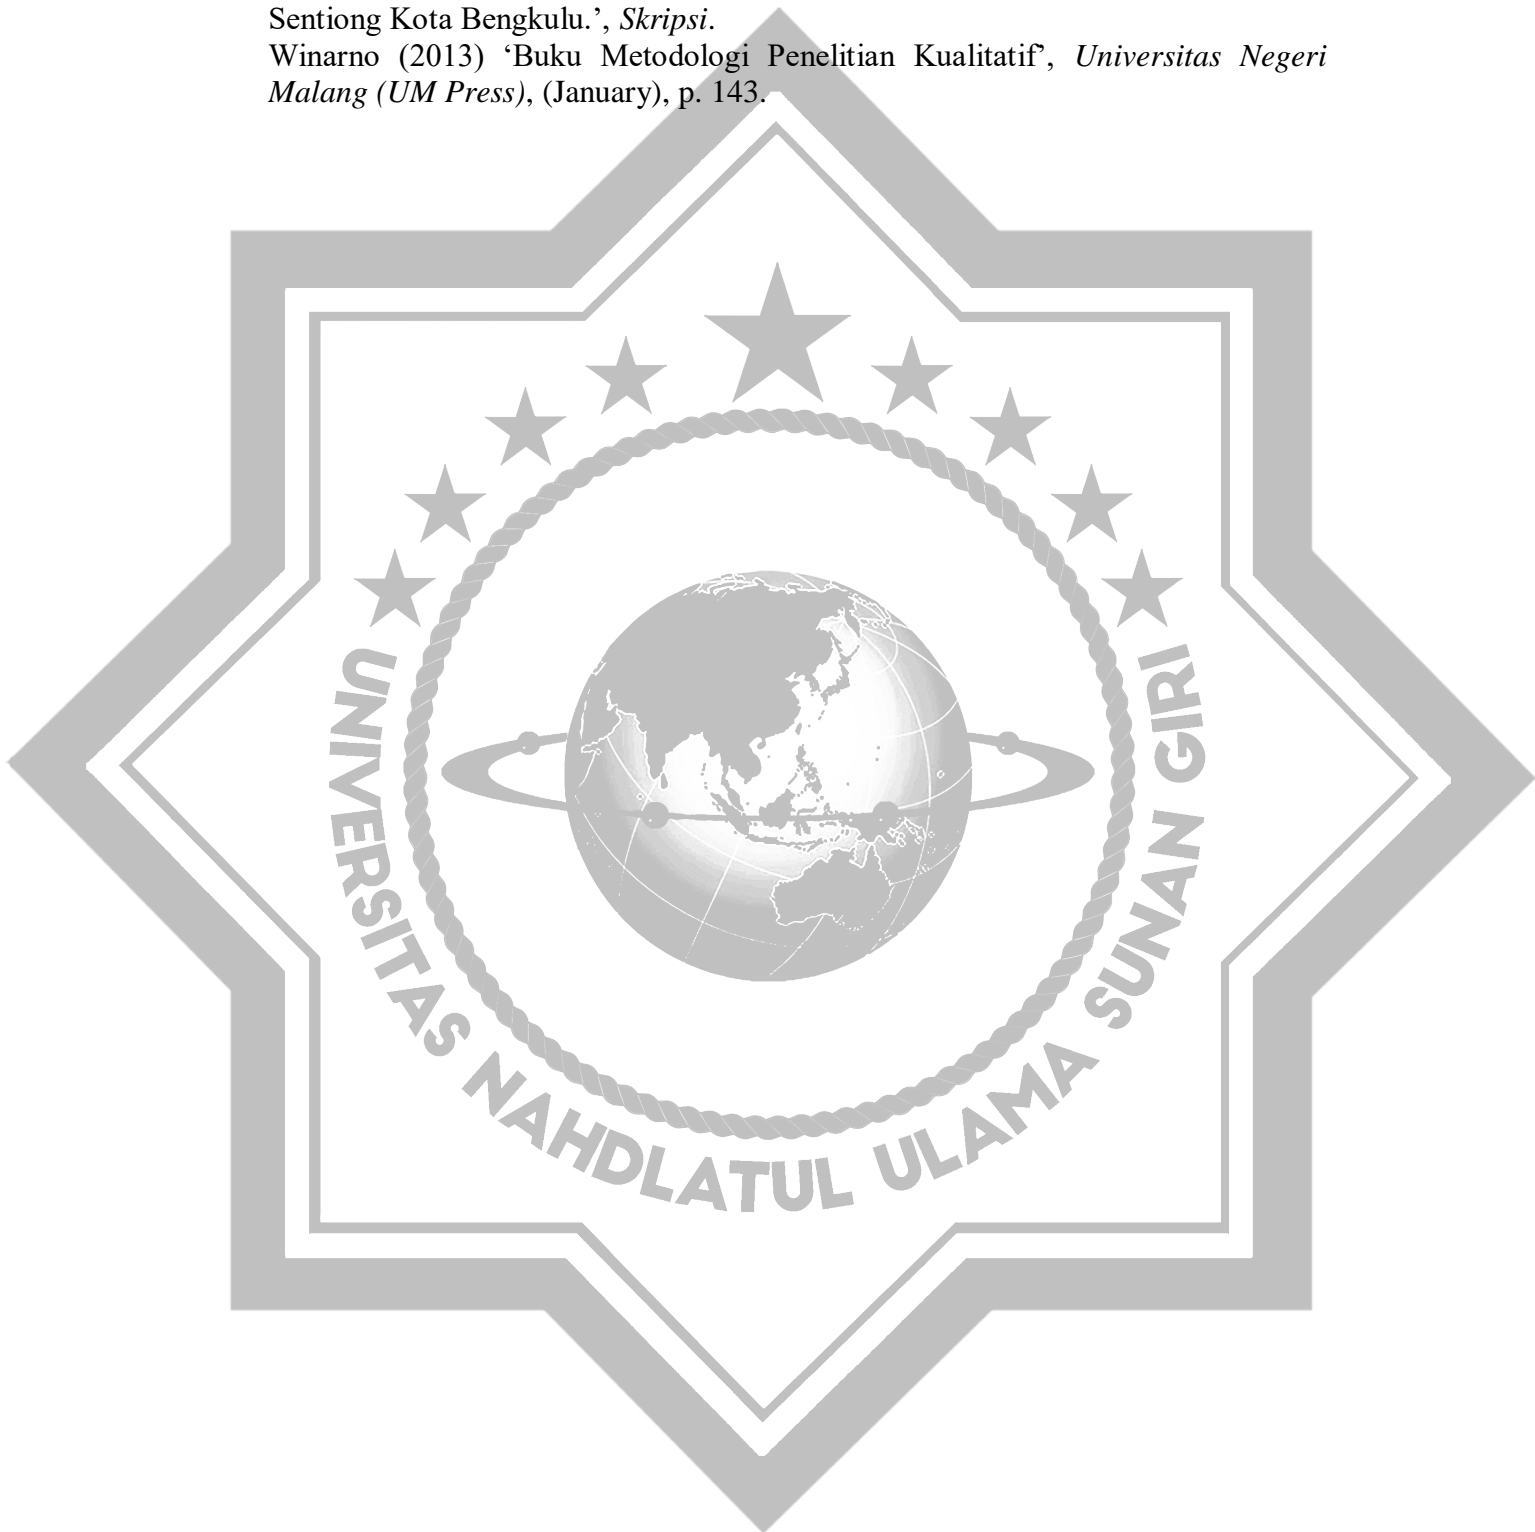 Sentiong Kota Bengkulu.’, Skripsi.
Winarno (2013) ‘Buku Metodologi Penelitian Kualitatif’, Universitas Negeri
Malang (UM Press), (January), p. 143.
UNIVERSITAS NAHDLATUL ULAMA SUNAN GIRI